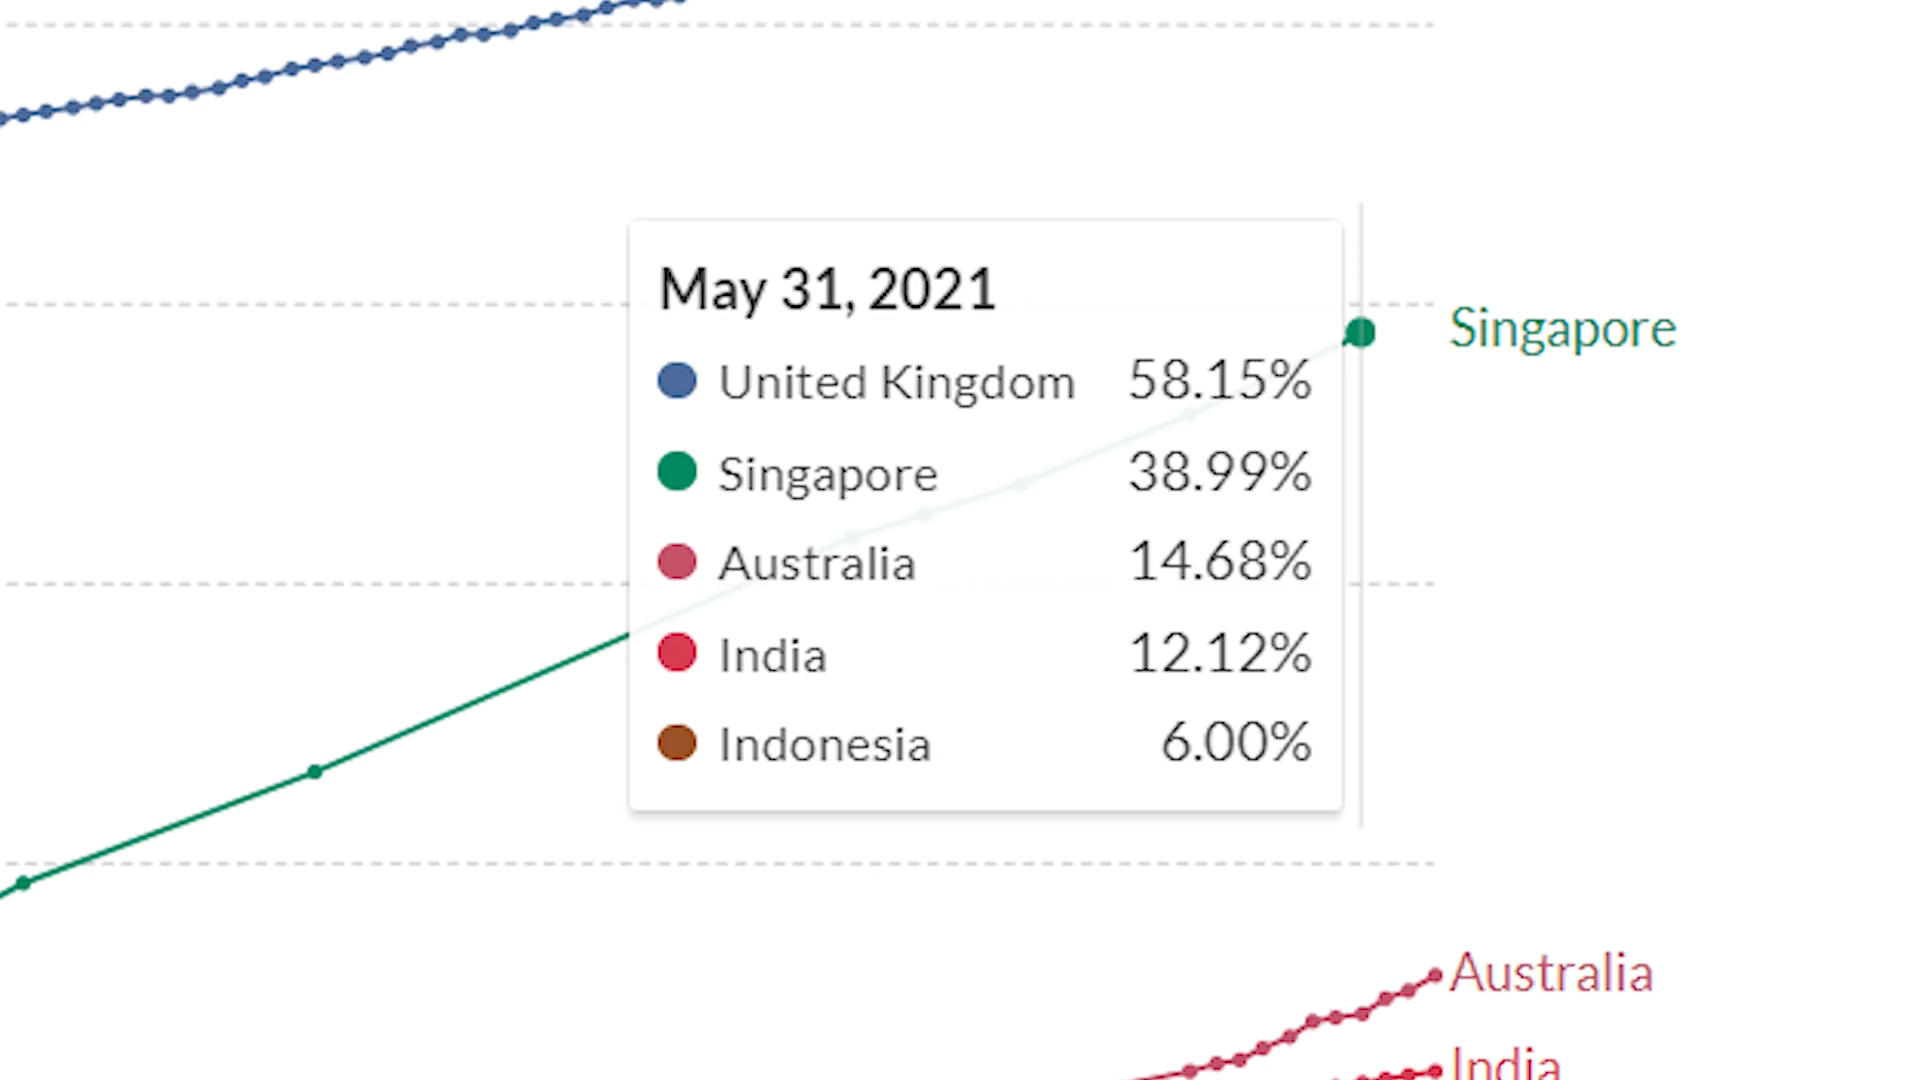 May 31, 2021
United Kingdom 58.15%
Singapore 38.99%
Australia 14.68%
India 12.12%
Indonesia 6.00%
Singapore
Australia
India